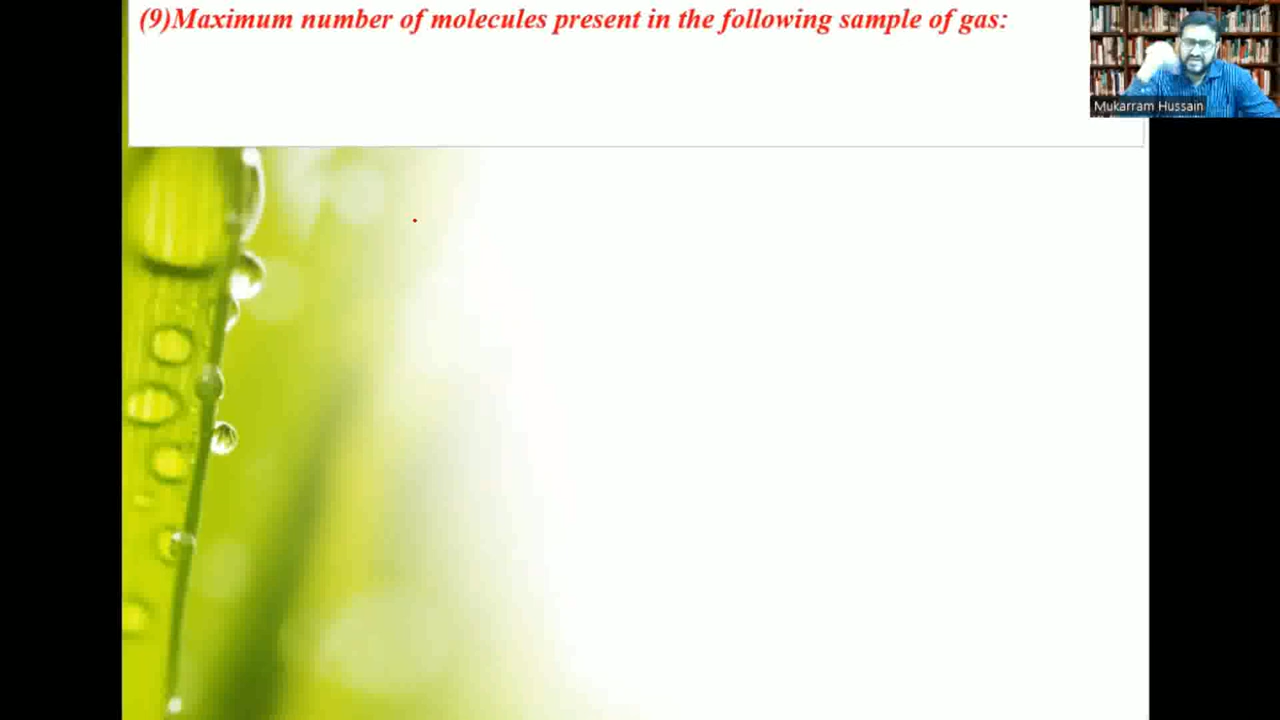 (9)Maximum number of molecules present in the following sample of gas:
Mukarram Hussain